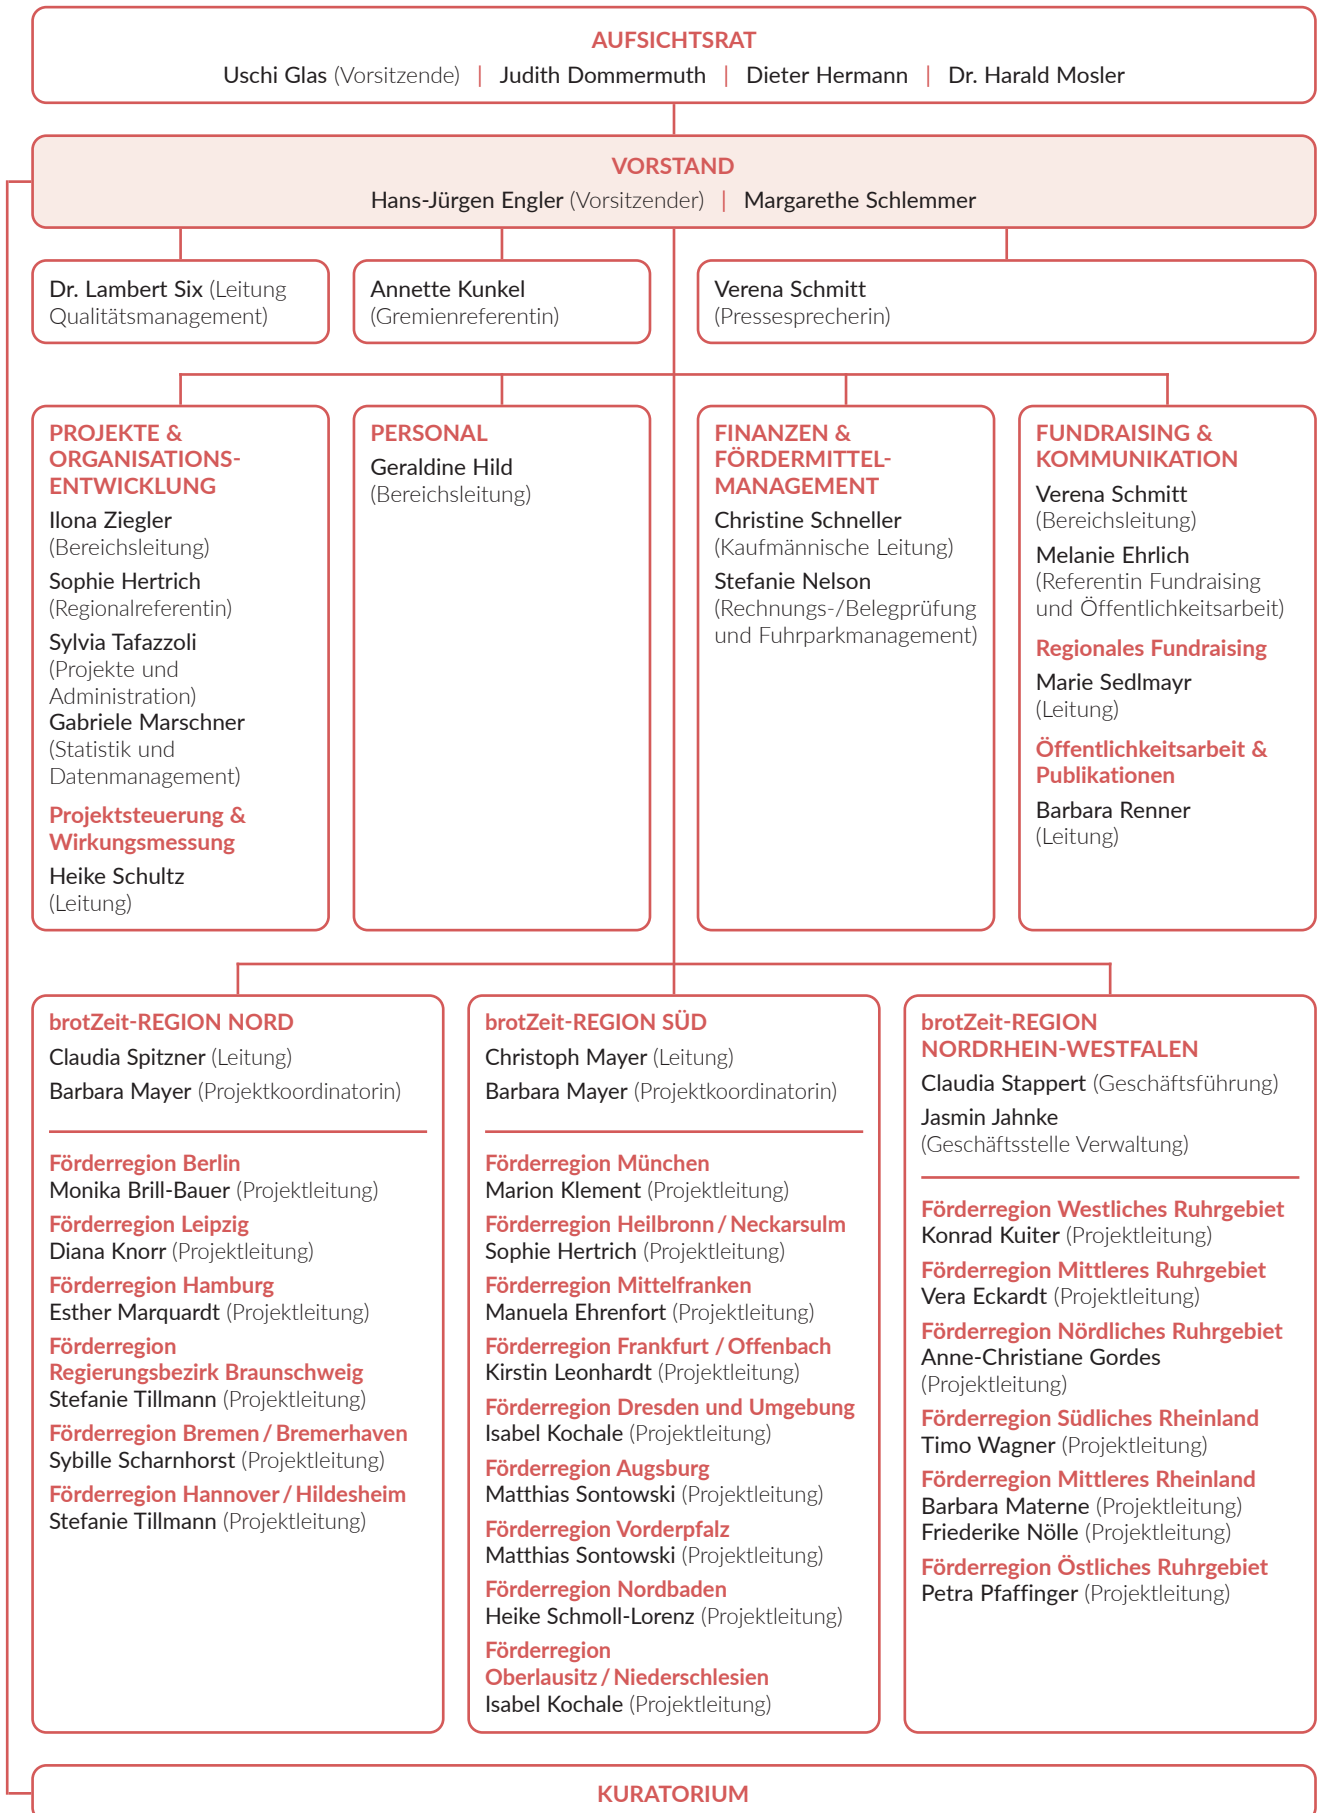 AUFSICHTSRAT
Uschi Glas (Vorsitzende) | Judith Dommermuth | Dieter Hermann | Dr. Harald Mosler
VORSTAND
Hans-Jürgen Engler (Vorsitzender) | Margarethe Schlemmer
Dr. Lambert Six (Leitung
Qualitätsmanagement)
Annette Kunkel
(Gremienreferentin)
Verena Schmitt
(Pressesprecherin)
PROJEKTE &
ORGANISATIONS-
ENTWICKLUNG
Ilona Ziegler
(Bereichsleitung)
Sophie Hertrich
(Regionalreferentin)
Sylvia Tafazzoli
(Projekte und
Administration)
Gabriele Marschner
(Statistik und
Datenmanagement)
Projektsteuerung &
Wirkungsmessung
Heike Schultz
(Leitung)
PERSONAL
Geraldine Hild
(Bereichsleitung)
FINANZEN &
FÖRDERMITTEL-
MANAGEMENT
Christine Schneller
(Kaufmännische Leitung)
Stefanie Nelson
(Rechnungs-/Belegprüfung
und Fuhrparkmanagement)
FUNDRAISING &
KOMMUNIKATION
Verena Schmitt
(Bereichsleitung)
Melanie Ehrlich
(Referentin Fundraising
und Öffentlichkeitsarbeit)
Regionales Fundraising
Marie Sedlmayr
(Leitung)
Öffentlichkeitsarbeit &
Publikationen
Barbara Renner
(Leitung)
brotZeit-REGION NORD
Claudia Spitzner (Leitung)
Barbara Mayer (Projektkoordinatorin)
Förderregion Berlin
Monika Brill-Bauer (Projektleitung)
Förderregion Leipzig
Diana Knorr (Projektleitung)
Förderregion Hamburg
Esther Marquardt (Projektleitung)
Förderregion
Regierungsbezirk Braunschweig
Stefanie Tillmann (Projektleitung)
Förderregion Bremen / Bremerhaven
Sybille Scharnhorst (Projektleitung)
Förderregion Hannover / Hildesheim
Stefanie Tillmann (Projektleitung)
brotZeit-REGION SÜD
Christoph Mayer (Leitung)
Barbara Mayer (Projektkoordinatorin)
Förderregion München
Marion Klement (Projektleitung)
Förderregion Heilbronn / Neckarsulm
Sophie Hertrich (Projektleitung)
Förderregion Mittelfranken
Manuela Ehrenfort (Projektleitung)
Förderregion Frankfurt / Offenbach
Kirstin Leonhardt (Projektleitung)
Förderregion Dresden und Umgebung
Isabel Kochale (Projektleitung)
Förderregion Augsburg
Matthias Sontowski (Projektleitung)
Förderregion Vorderpfalz
Matthias Sontowski (Projektleitung)
Förderregion Nordbaden
Heike Schmoll-Lorenz (Projektleitung)
Förderregion
Oberlausitz / Niederschlesien
Isabel Kochale (Projektleitung)
brotZeit-REGION
NORDRHEIN-WESTFALEN
Claudia Stappert (Geschäftsführung)
Jasmin Jahnke
(Geschäftsstelle Verwaltung)
Förderregion Westliches Ruhrgebiet
Konrad Kuiter (Projektleitung)
Förderregion Mittleres Ruhrgebiet
Vera Eckardt (Projektleitung)
Förderregion Nördliches Ruhrgebiet
Anne-Christiane Gordes
(Projektleitung)
Förderregion Südliches Rheinland
Timo Wagner (Projektleitung)
Förderregion Mittleres Rheinland
Barbara Materne (Projektleitung)
Friederike Nölle (Projektleitung)
Förderregion Östliches Ruhrgebiet
Petra Pfaffinger (Projektleitung)
KURATORIUM